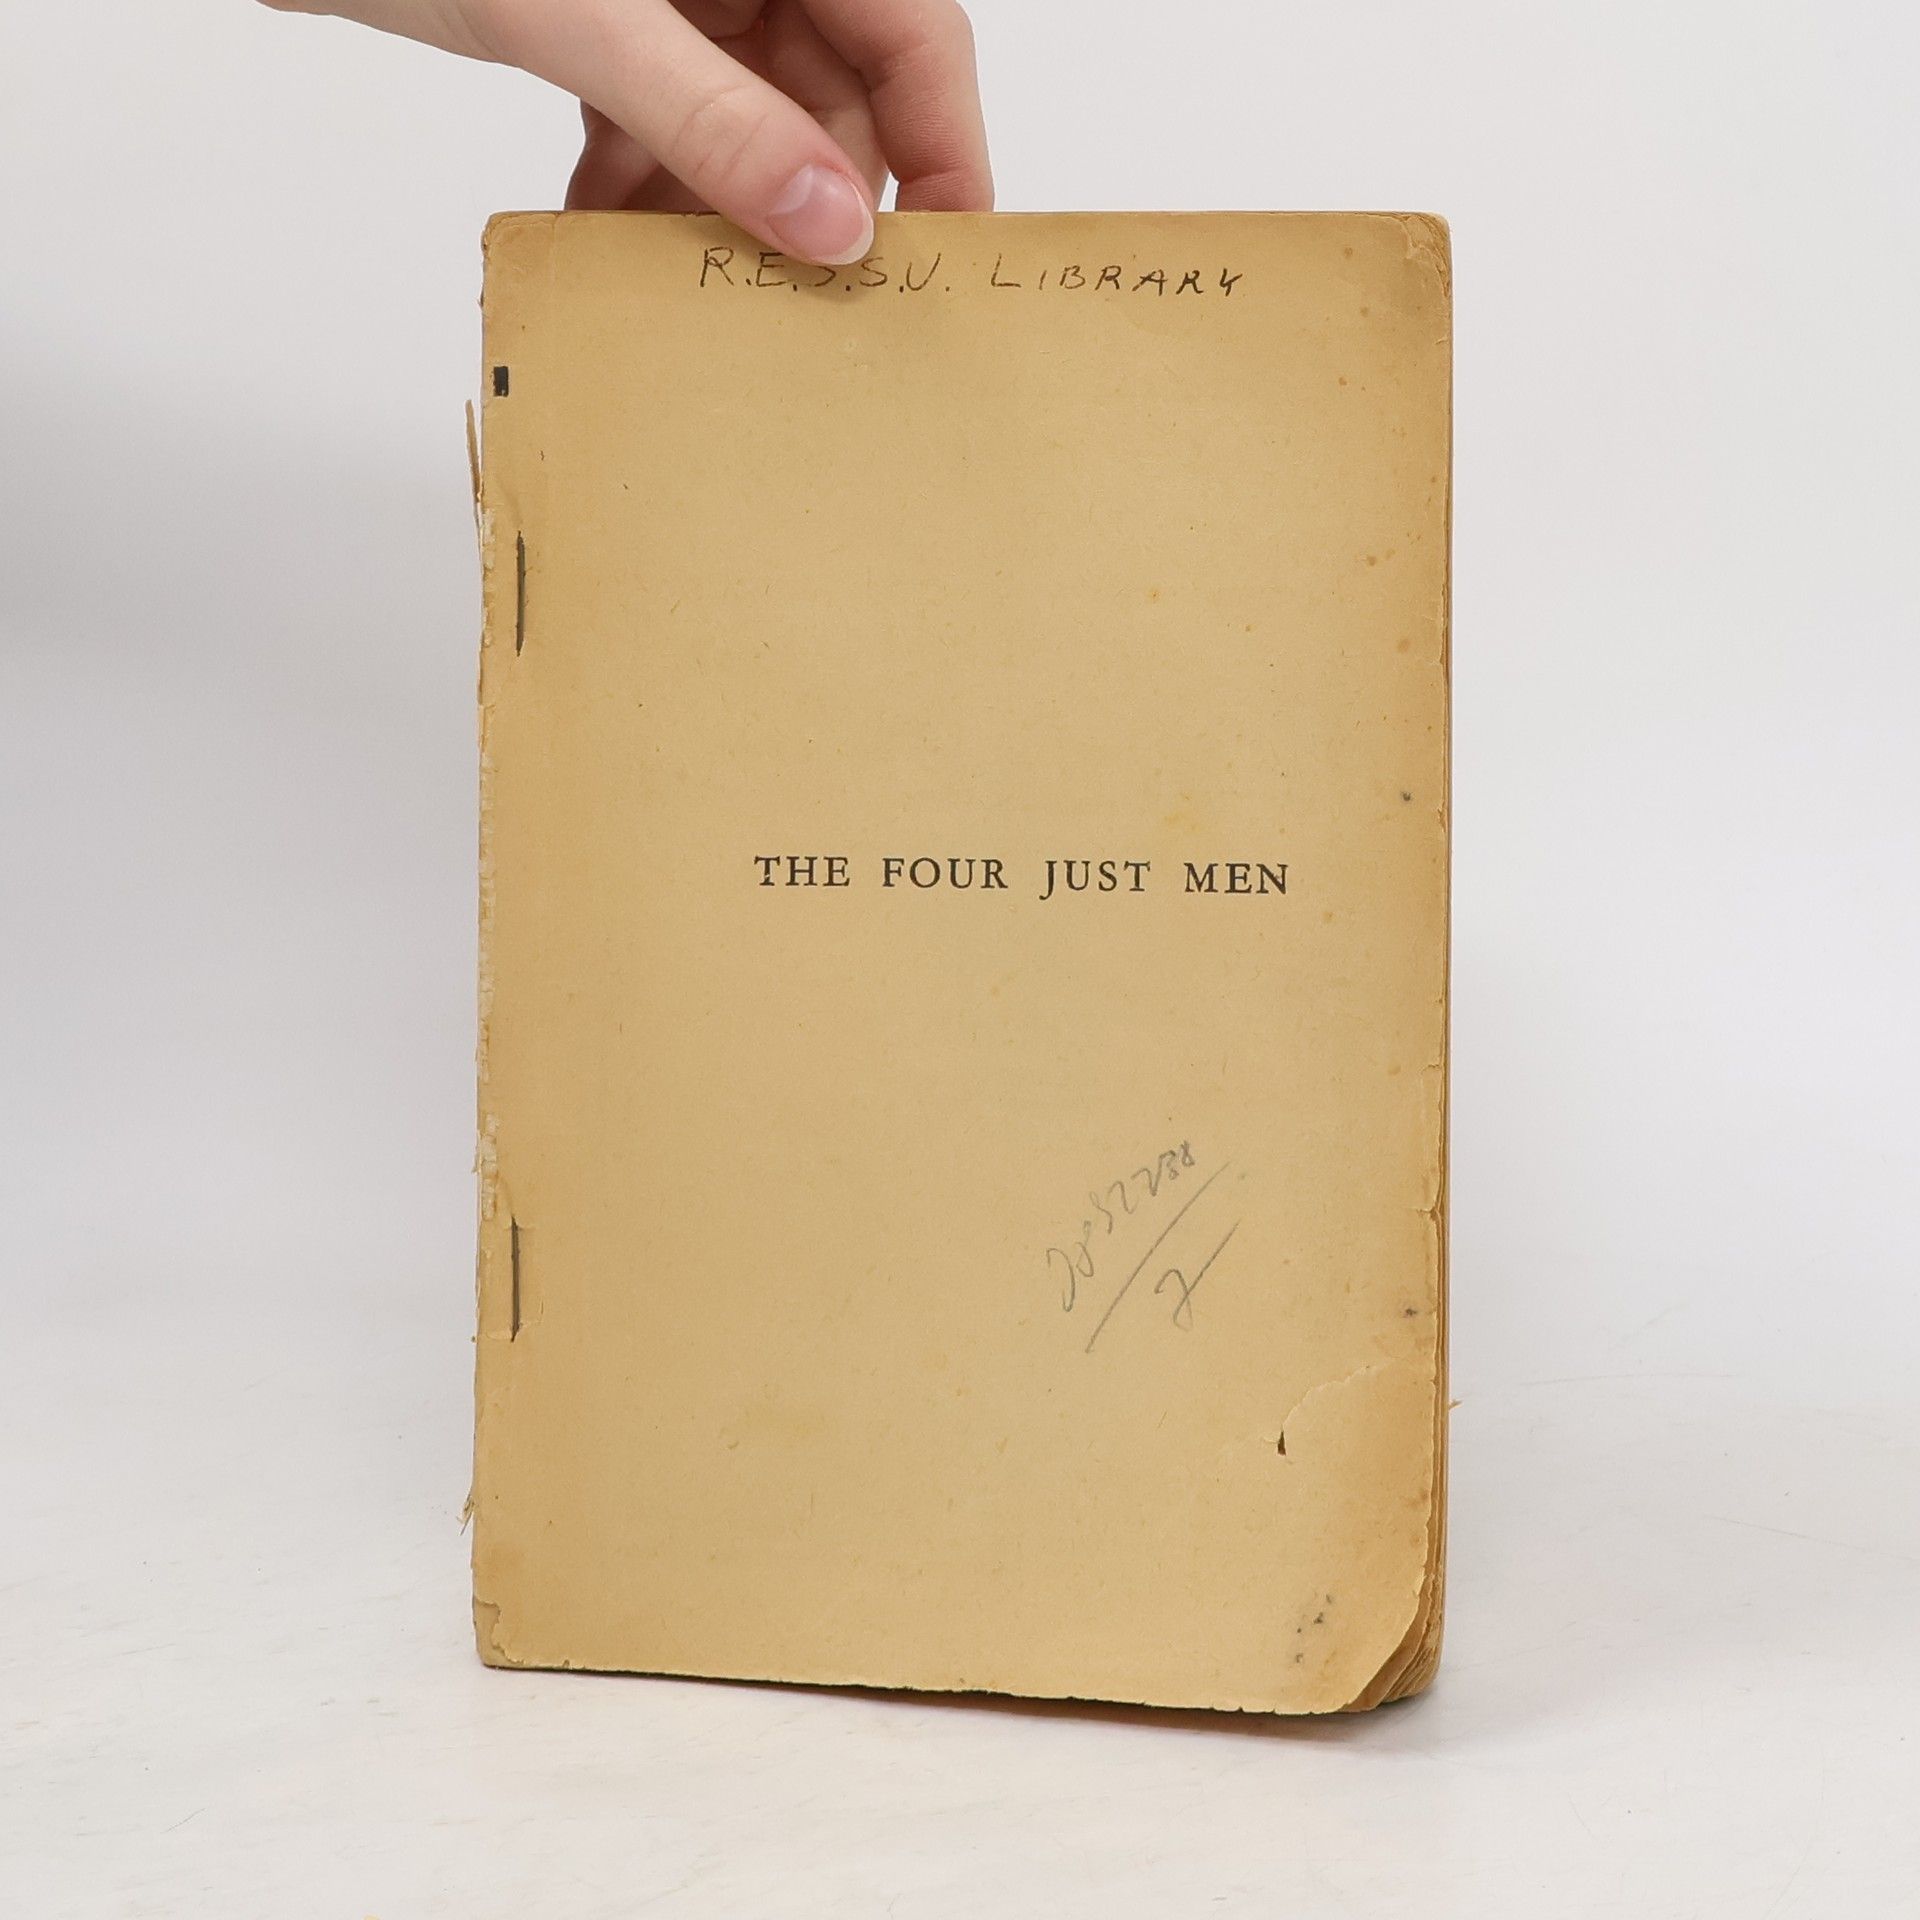 R.E.S.S.U. LIBRARY
THE FOUR JUST MEN